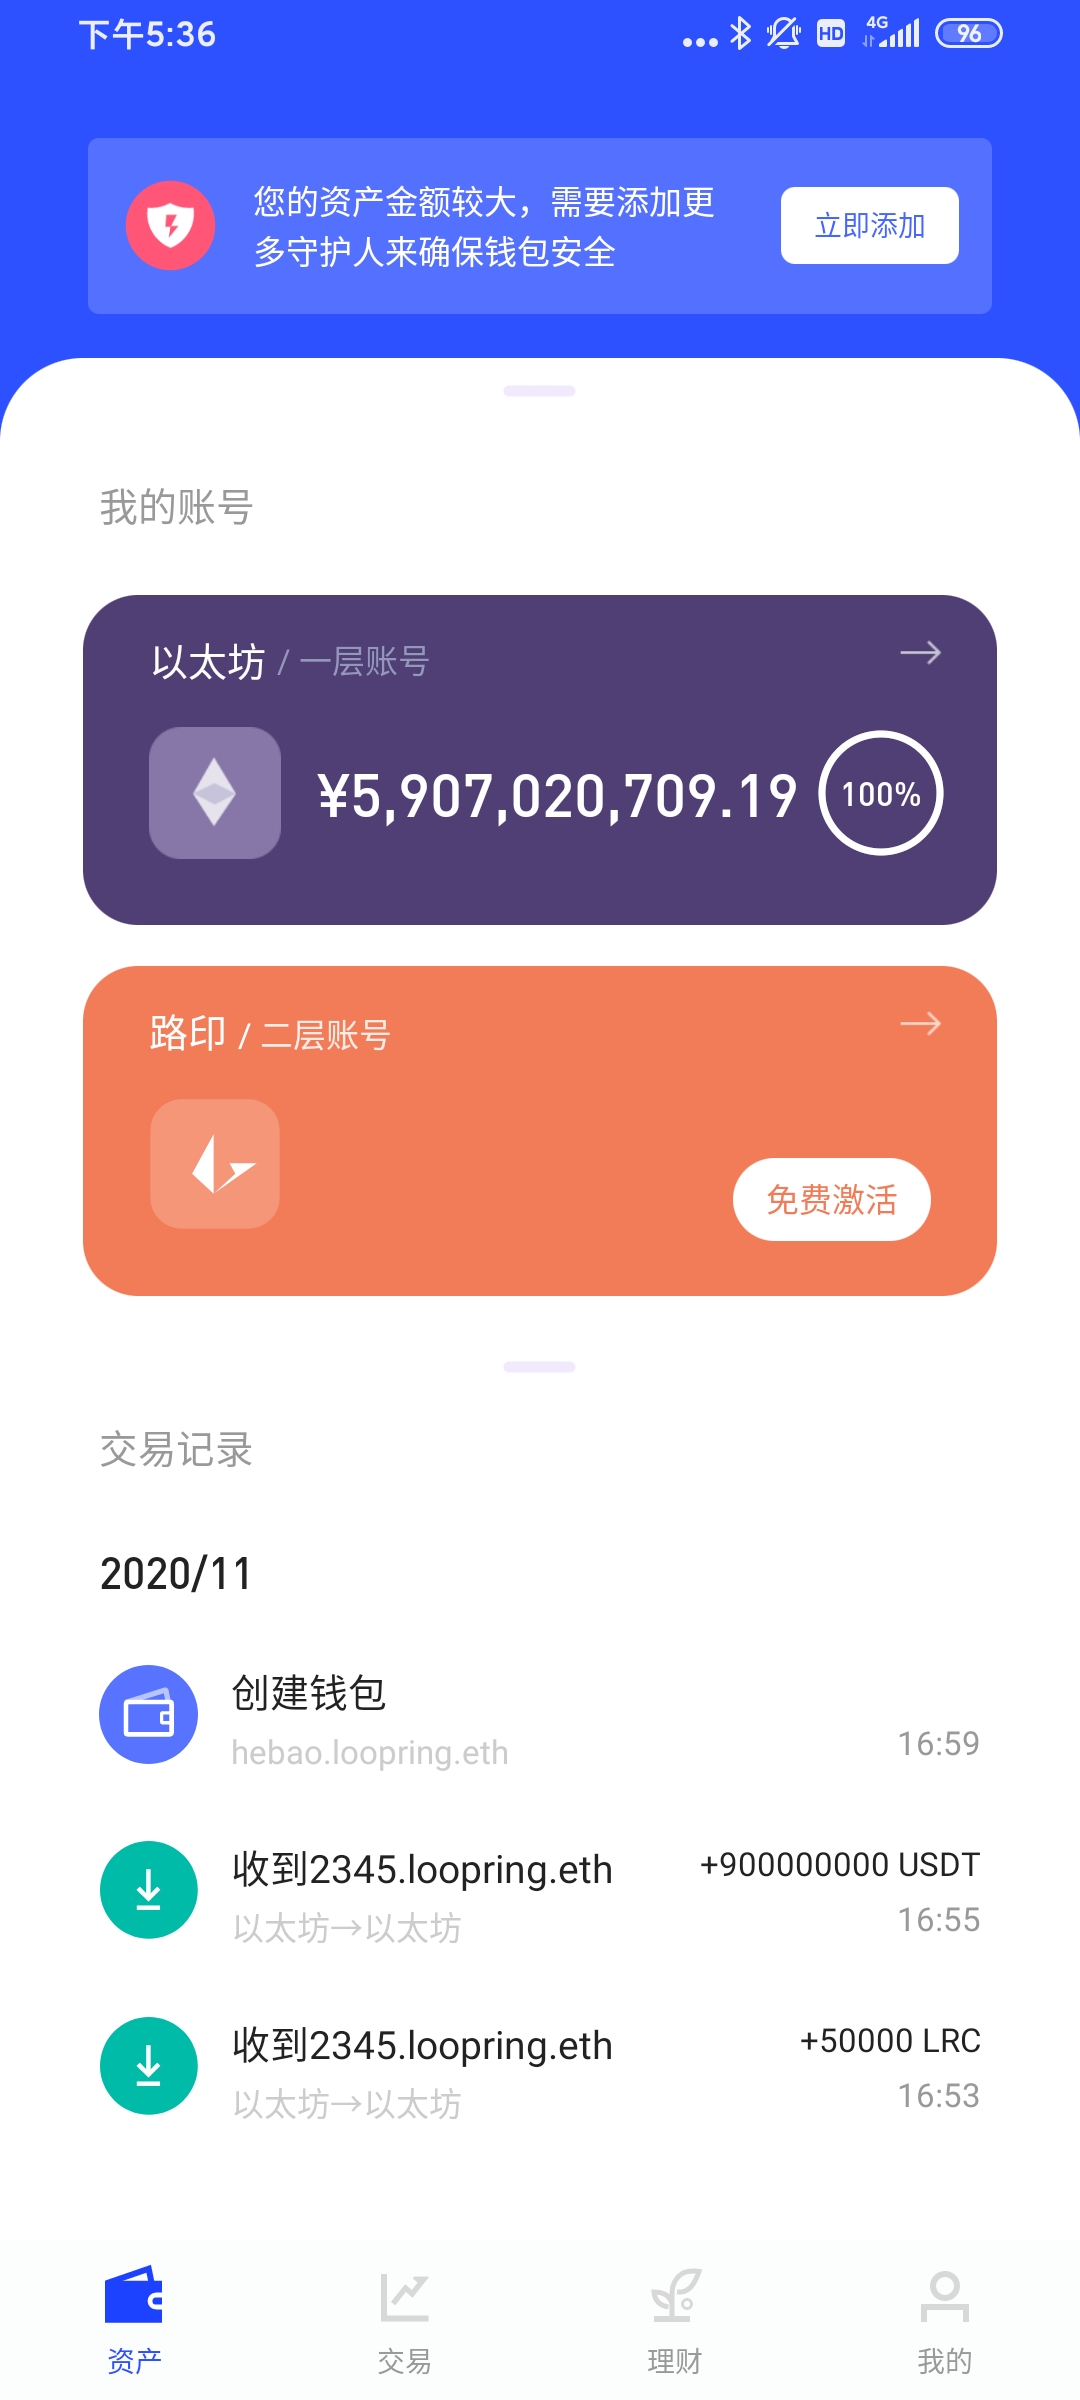 下午5:36
HD
4G
96
您的资产金额较大，需要添加更
多守护人来确保钱包安全
立即添加
我的账号
以太坊 / 一层账号
¥5,907,020,709.19
100%
路印 / 二层账号
免费激活
交易记录
2020/11
创建钱包
hebao.loopring.eth
16:59
收到2345.loopring.eth
+900000000 USDT
以太坊→以太坊
16:55
收到2345.loopring.eth
+50000 LRC
以太坊→以太坊
16:53
资产
交易
理财
我的